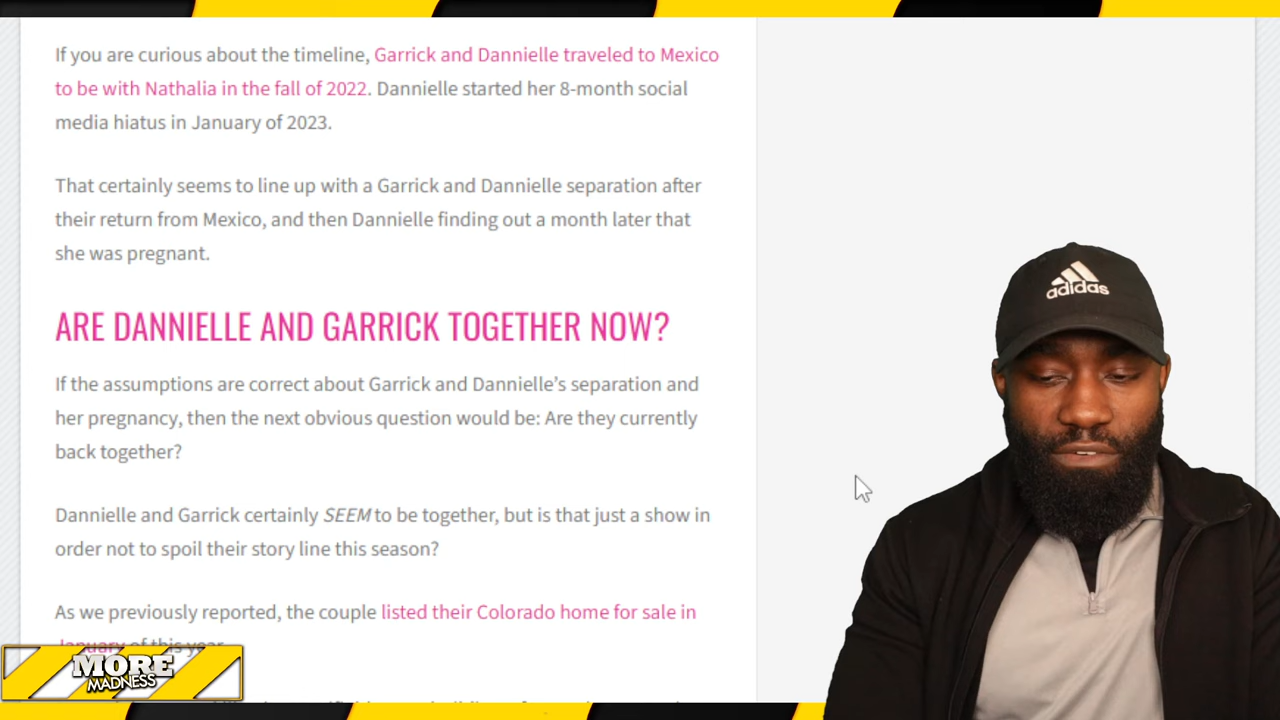 If you are curious about the timeline, Garrick and Dannielle traveled to Mexico
to be with Nathalia in the fall of 2022. Dannielle started her 8-month social
media hiatus in January of 2023.
That certainly seems to line up with a Garrick and Dannielle separation after
their return from Mexico, and then Dannielle finding out a month later that
she was pregnant.
ARE DANNIELLE AND GARRICK TOGETHER NOW?
If the assumptions are correct about Garrick and Dannielle's separation and
her pregnancy, then the next obvious question would be: Are they currently
back together?
Dannielle and Garrick certainly SEEM to be together, but is that just a show in
order not to spoil their story line this season?
As we previously reported, the couple listed their Colorado home for sale in
January of this year
MORE
MADNESS
adidas